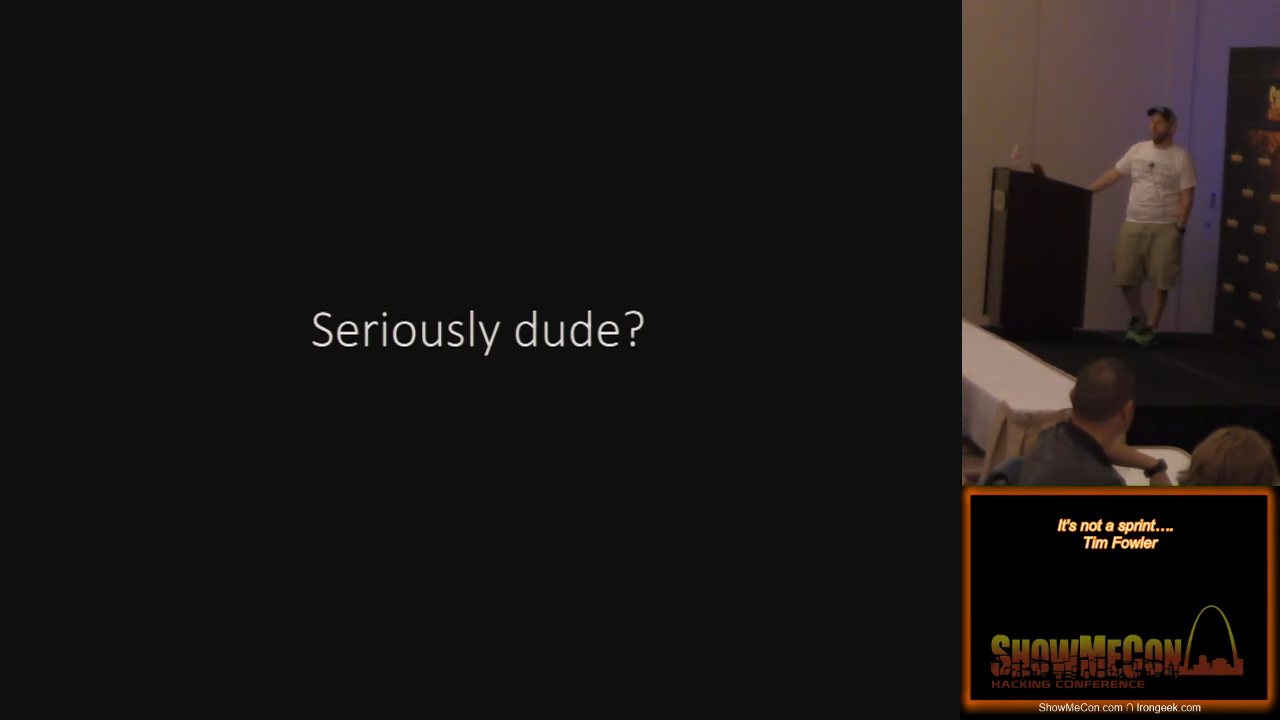 Seriously dude?
It's not a sprint….
Tim Fowler
ShowMeCon
HACKING CONFERENCE
ShowMeCon.com ∩ Irongeek.com